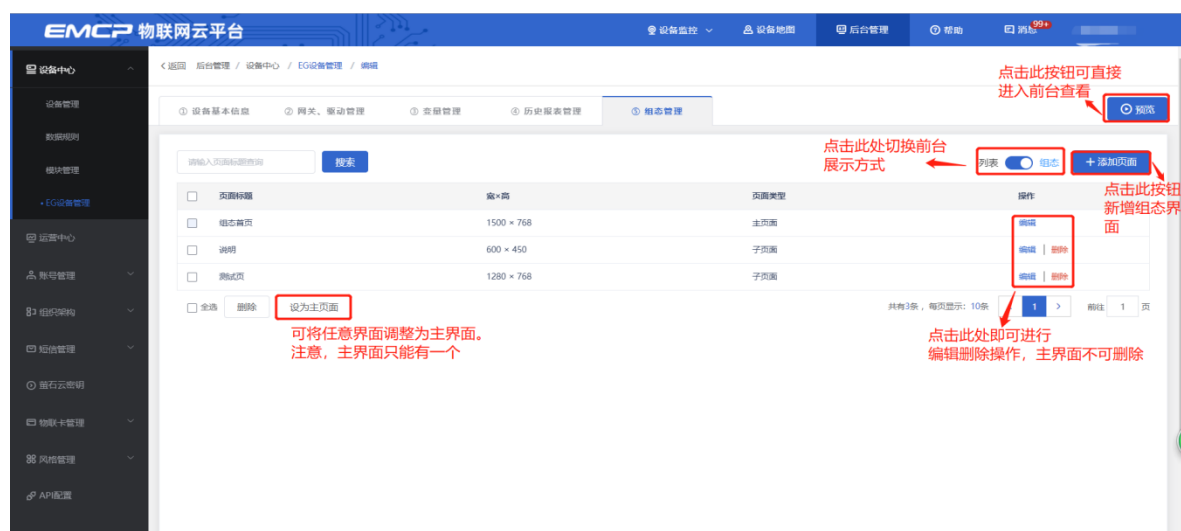 EMCP 物联网云平台
设备监控
设备地图
后台管理
帮助
消息
99+
设备中心
设备管理
数据规则
模块管理
• EG设备管理
运营中心
账号管理
组织架构
短信管理
萤石云密钥
物联卡管理
风格管理
API配置
<返回 后台管理 / 设备中心 / EG设备管理 / 编辑
点击此按钮可直接
进入前台查看
① 设备基本信息
② 网关、驱动管理
③ 变量管理
④ 历史报表管理
⑤ 组态管理
预览
请输入页面标题查询
搜索
点击此处切换前台
展示方式
列表
组态
+ 添加页面
点击此按钮
新增组态界
面
页面标题
宽×高
页面类型
操作
组态首页
1500 × 768
主页面
编辑
说明
600 × 450
子页面
编辑 | 删除
测试页
1280 × 768
子页面
编辑 | 删除
全选
删除
设为主页面
共有3条，每页显示：10条
1
>
前往 1 页
可将任意界面调整为主界面。
注意，主界面只能有一个
点击此处即可进行
编辑删除操作，主界面不可删除